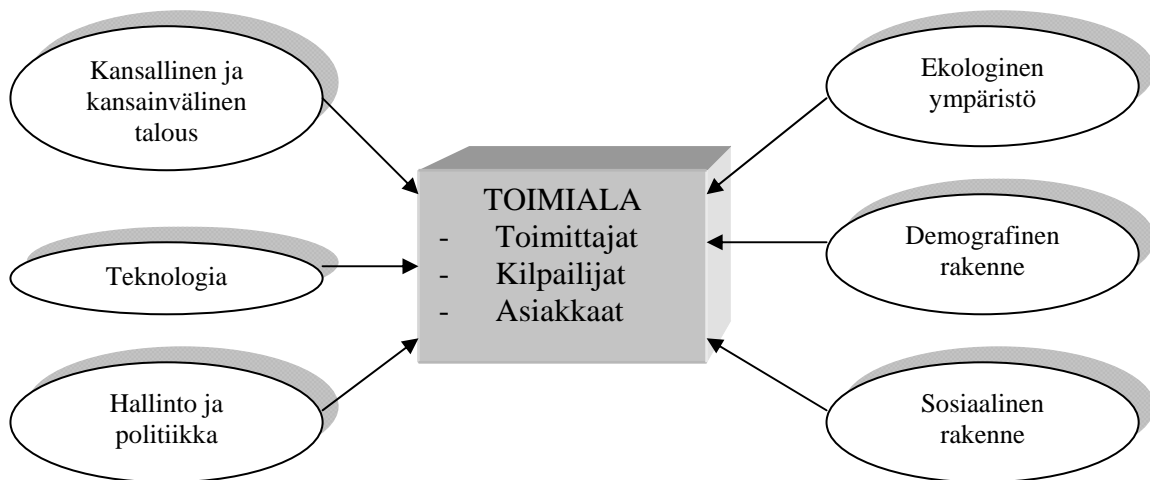 Kansallinen ja
kansainvälinen
talous
Teknologia
Hallinto ja
politiikka
TOIMIALA
- Toimittajat
- Kilpailijat
- Asiakkaat
Ekologinen
ympäristö
Demografinen
rakenne
Sosiaalinen
rakenne